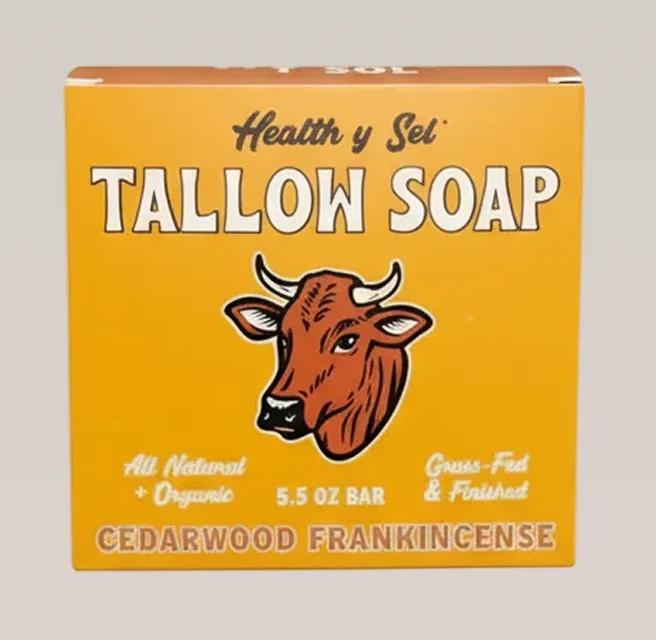 Health y Sel
TALLOW SOAP
All Natural
+ Organic
5.5 OZ BAR
Grass-Fed
& Finished
CEDARWOOD FRANKINCENSE